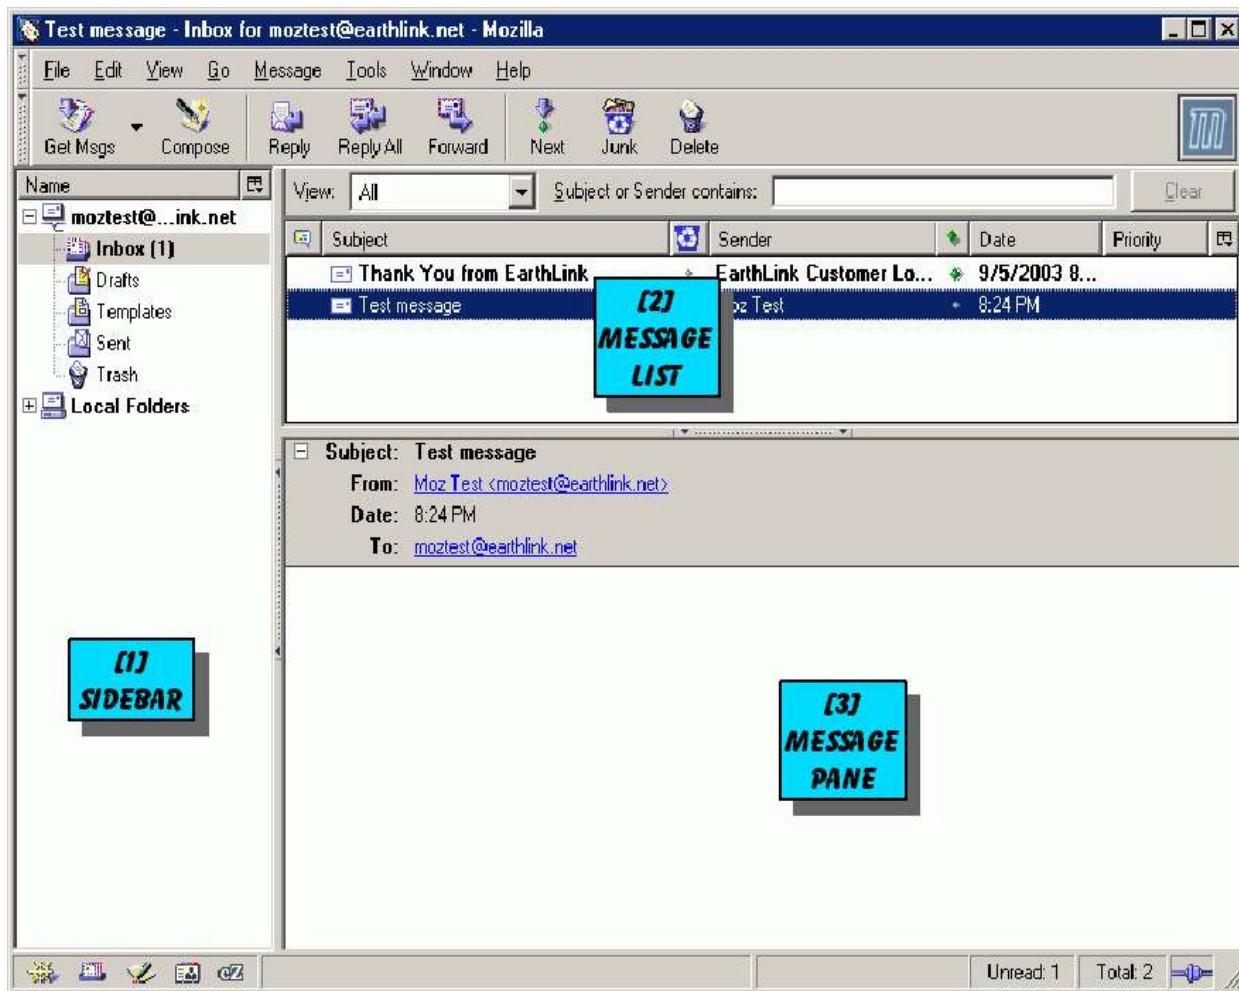 Test message - Inbox for moztest@earthlink.net - Mozilla
File Edit View Go Message Tools Window Help
Get Msgs Compose Reply Reply All Forward Next Junk Delete
Name
View: All Subject or Sender contains: Clear
moztest@...ink.net
Inbox (1)
Drafts
Templates
Sent
Trash
Local Folders
Subject Sender Date Priority
Thank You from EarthLink EarthLink Customer Lo... 9/5/2003 8...
Test message Test 8:24 PM
[2]
MESSAGE
LIST
Subject: Test message
From: Moz Test <moztest@earthlink.net>
Date: 8:24 PM
To: moztest@earthlink.net
[1]
SIDEBAR
[3]
MESSAGE
PANE
Unread: 1 Total: 2